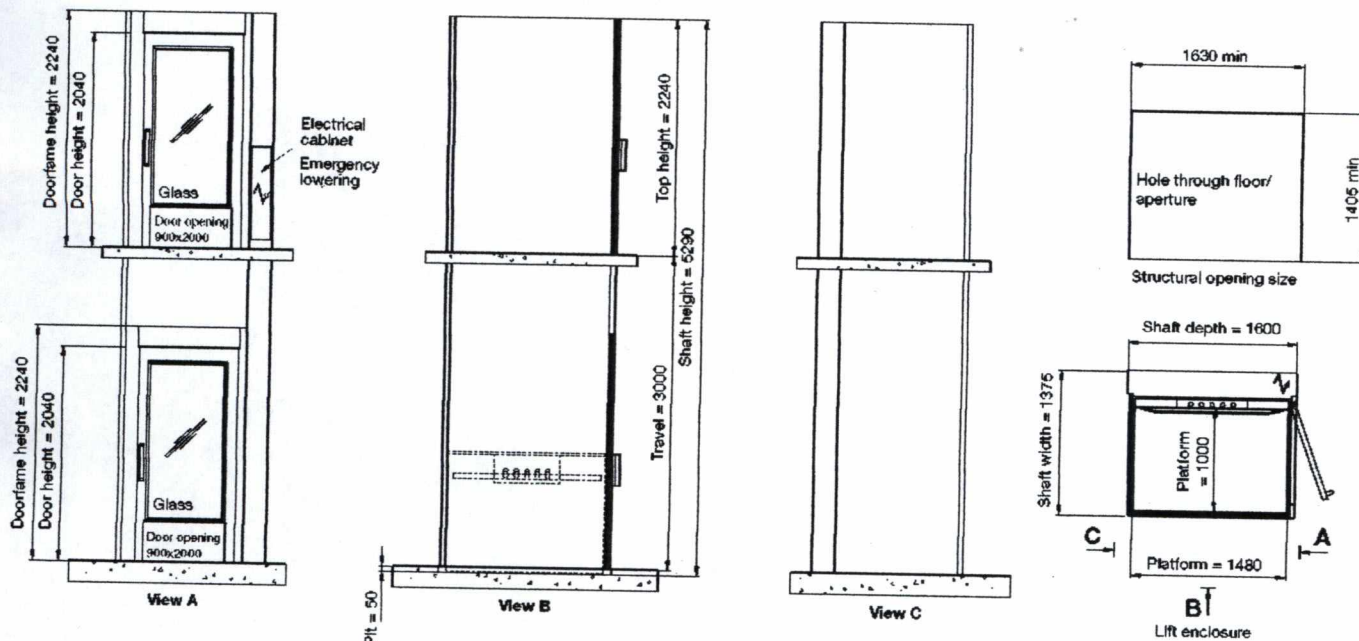 Doorfame height = 2240
Door height = 2040
Glass
Door opening
900x2000
Electrical
cabinet
Emergency
lowering
Doorfame height = 2240
Door height = 2040
Glass
Door opening
900x2000
View A
Top height = 2240
Shaft height = 5290
Travel = 3000
Pit = 50
View B
View C
1630 min
Hole through floor/
aperture
1405 min
Structural opening size
Shaft depth = 1600
Shaft width = 1375
Platform
= 1000
C
A
Platform = 1480
B
Lift enclosure